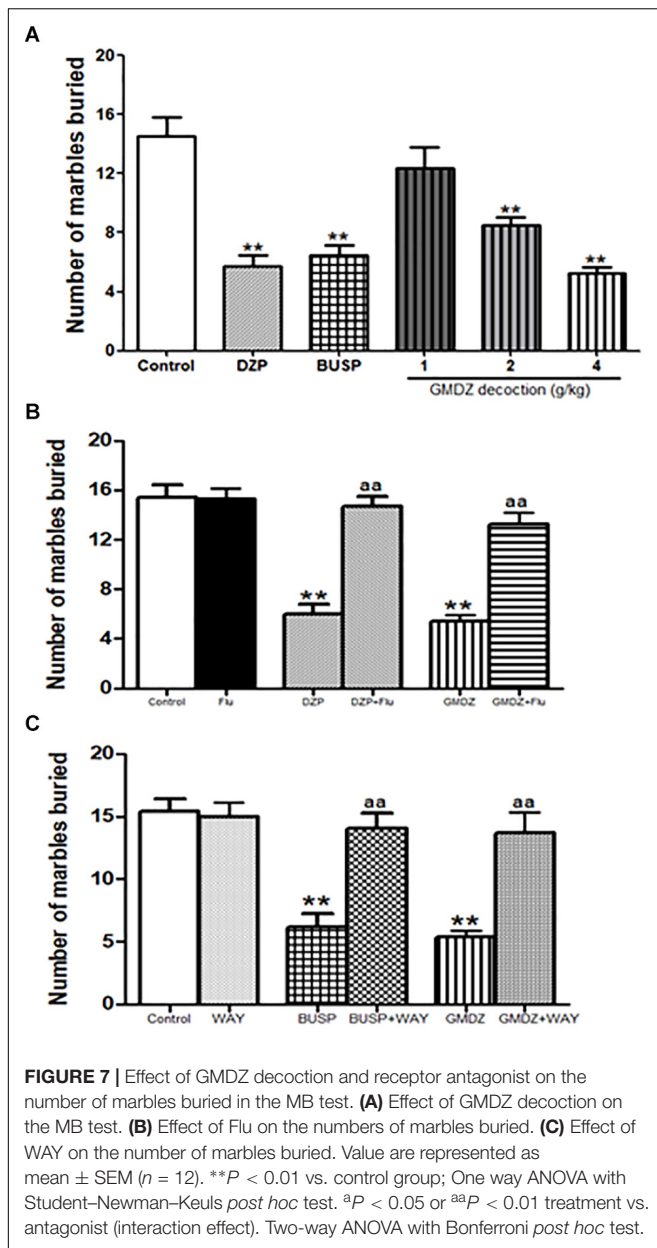 A
20
16
12
8
4
0
Number of marbles buried
**
**
**
**
Control DZP BUSP 1 2 4
GMDZ decoction (g/kg)
B
20
16
12
8
4
0
Number of marbles buried
**
aa
**
aa
Control Flu DZP DZP+Flu GMDZ GMDZ+Flu
C
20
15
10
5
0
Number of marbles buried
**
aa
**
aa
Control WAY BUSP BUSP+WAY GMDZ GMDZ+WAY
FIGURE 7 | Effect of GMDZ decoction and receptor antagonist on the
number of marbles buried in the MB test. (A) Effect of GMDZ decoction on
the MB test. (B) Effect of Flu on the numbers of marbles buried. (C) Effect of
WAY on the number of marbles buried. Value are represented as
mean ± SEM (n = 12). **P < 0.01 vs. control group; One way ANOVA with
Student–Newman–Keuls post hoc test. aP < 0.05 or aaP < 0.01 treatment vs.
antagonist (interaction effect). Two-way ANOVA with Bonferroni post hoc test.